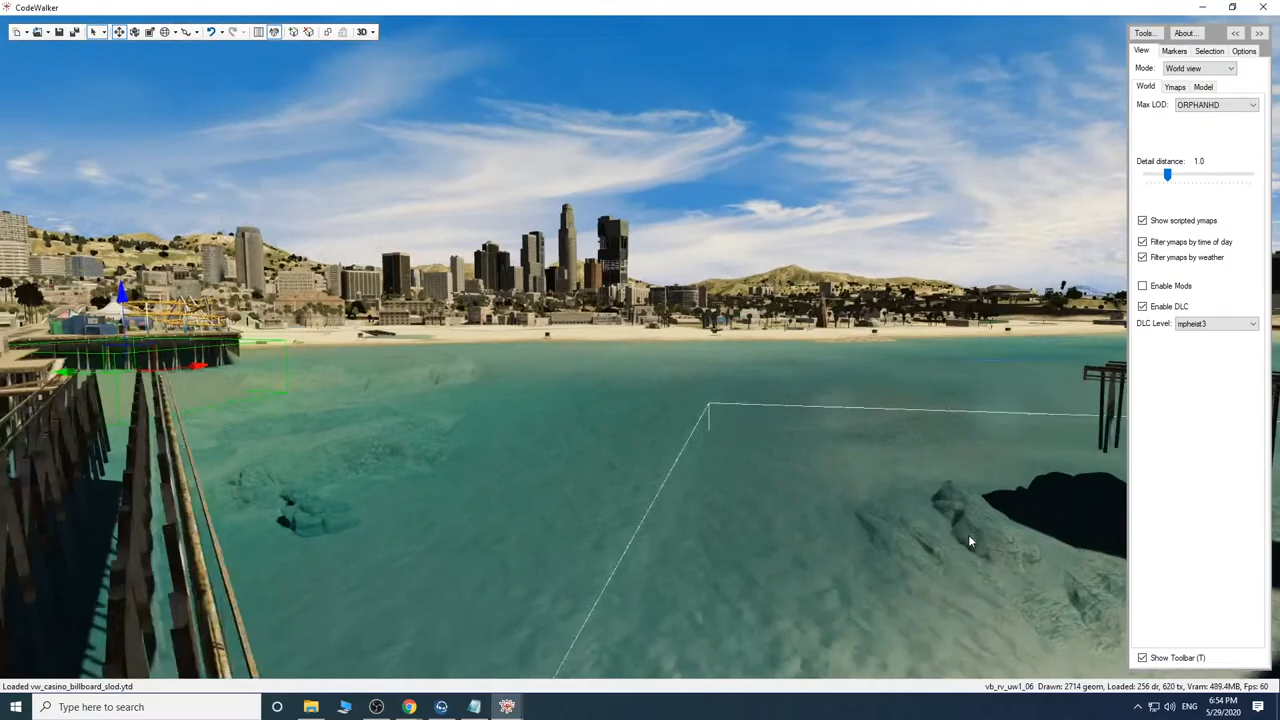 CodeWalker
3D
Tools...
About...
<<
>>
View
Markers
Selection
Options
Mode:
World view
World
Ymaps
Model
Max LOD:
ORPHANHD
Detail distance:
1.0
Show scripted ymaps
Filter ymaps by time of day
Filter ymaps by weather
Enable Mods
Enable DLC
DLC Level:
mpheist3
Show Toolbar (T)
Loaded vw_casino_billboard_slod.ytd
vb_rv_uw1_06
Drawn: 2714 geom, Loaded: 256 dr, 620 tx, Vram: 489.4MB, Fps: 60
Type here to search
ENG
6:54 PM
5/29/2020